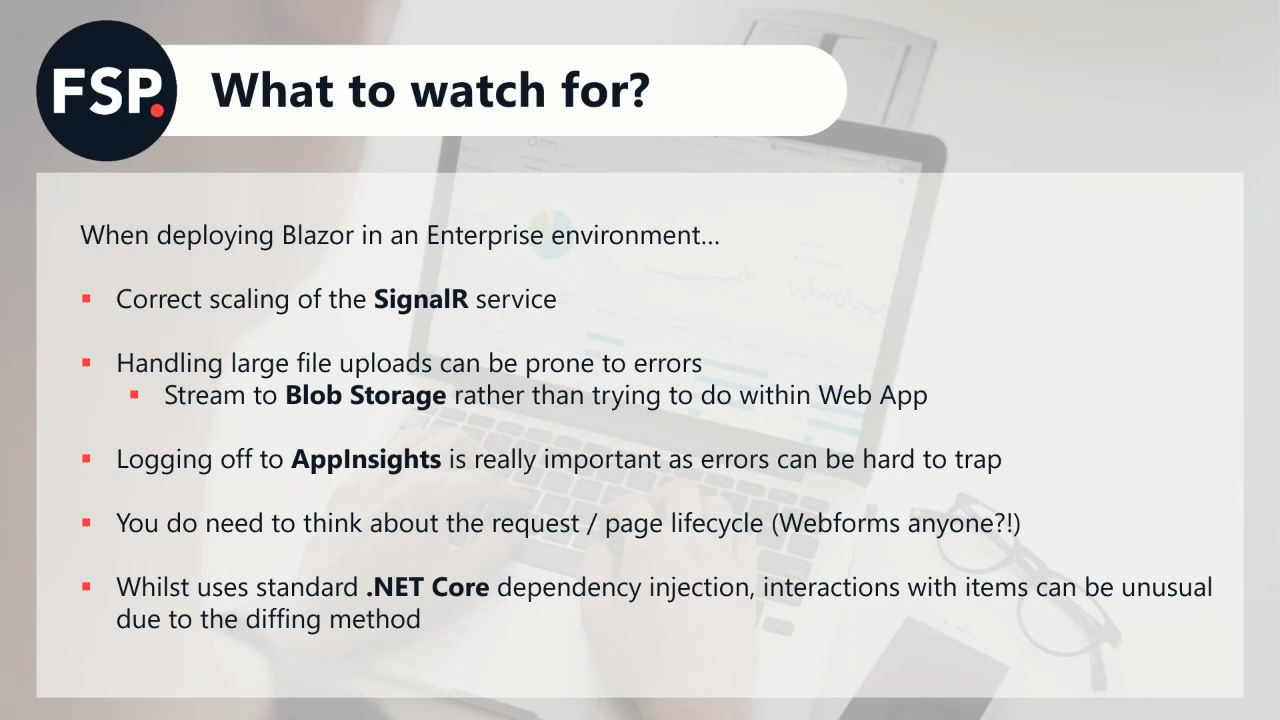 FSP.
What to watch for?
When deploying Blazor in an Enterprise environment...
Correct scaling of the SignalR service
Handling large file uploads can be prone to errors
Stream to Blob Storage rather than trying to do within Web App
Logging off to AppInsights is really important as errors can be hard to trap
You do need to think about the request / page lifecycle (Webforms anyone?!)
Whilst uses standard .NET Core dependency injection, interactions with items can be unusual
due to the diffing method